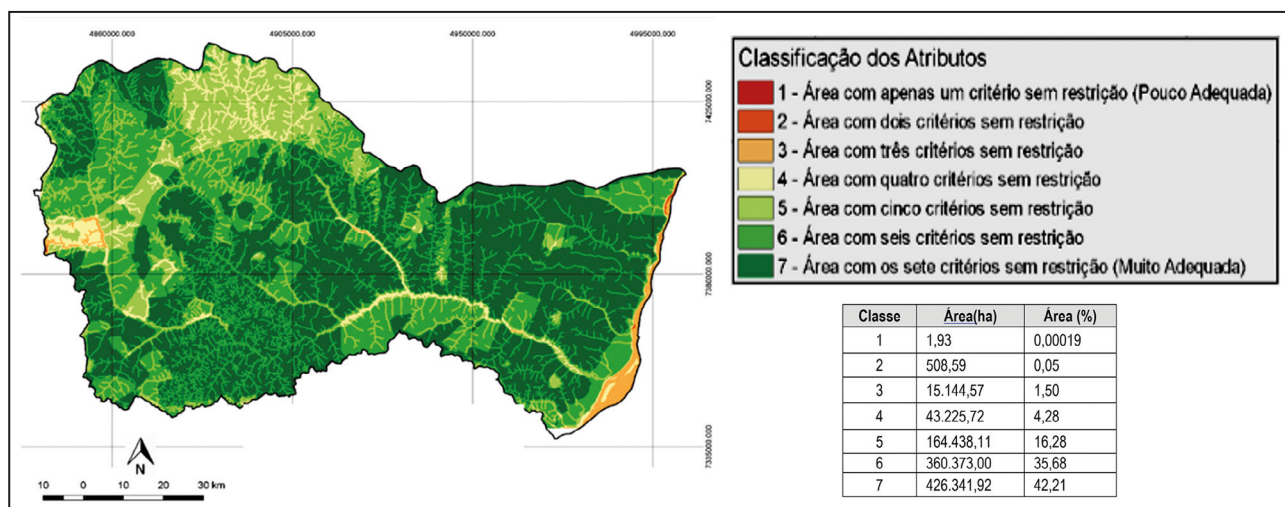 4860000.000 4905000.000 4950000.000 4995000.000
7425000.000
7380000.000
7335000.000
N
10 0 10 20 30 km
Classificação dos Atributos
1 - Área com apenas um critério sem restrição (Pouco Adequada)
2 - Área com dois critérios sem restrição
3 - Área com três critérios sem restrição
4 - Área com quatro critérios sem restrição
5 - Área com cinco critérios sem restrição
6 - Área com seis critérios sem restrição
7 - Área com os sete critérios sem restrição (Muito Adequada)
Classe Área(ha) Área (%)
1 1,93 0,00019
2 508,59 0,05
3 15.144,57 1,50
4 43.225,72 4,28
5 164.438,11 16,28
6 360.373,00 35,68
7 426.341,92 42,21